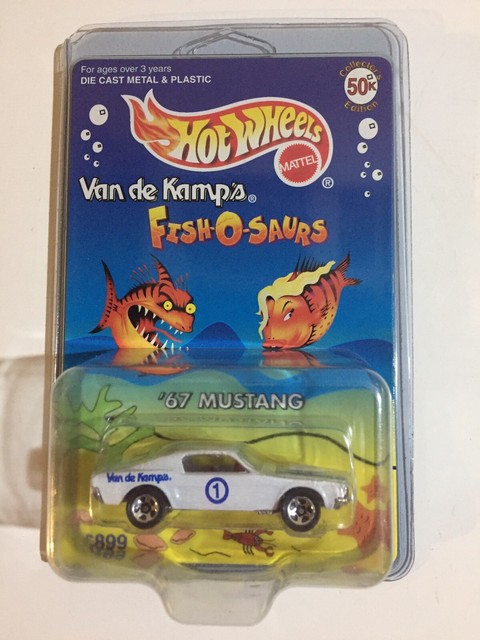 For ages over 3 years
DIE CAST METAL & PLASTIC
Collector's
50K
Edition
HOT WHEELS
MATTEL
®
Van de Kamp's®
FISH-O-SAURS
'67 MUSTANG
Van de Kamp's.
1